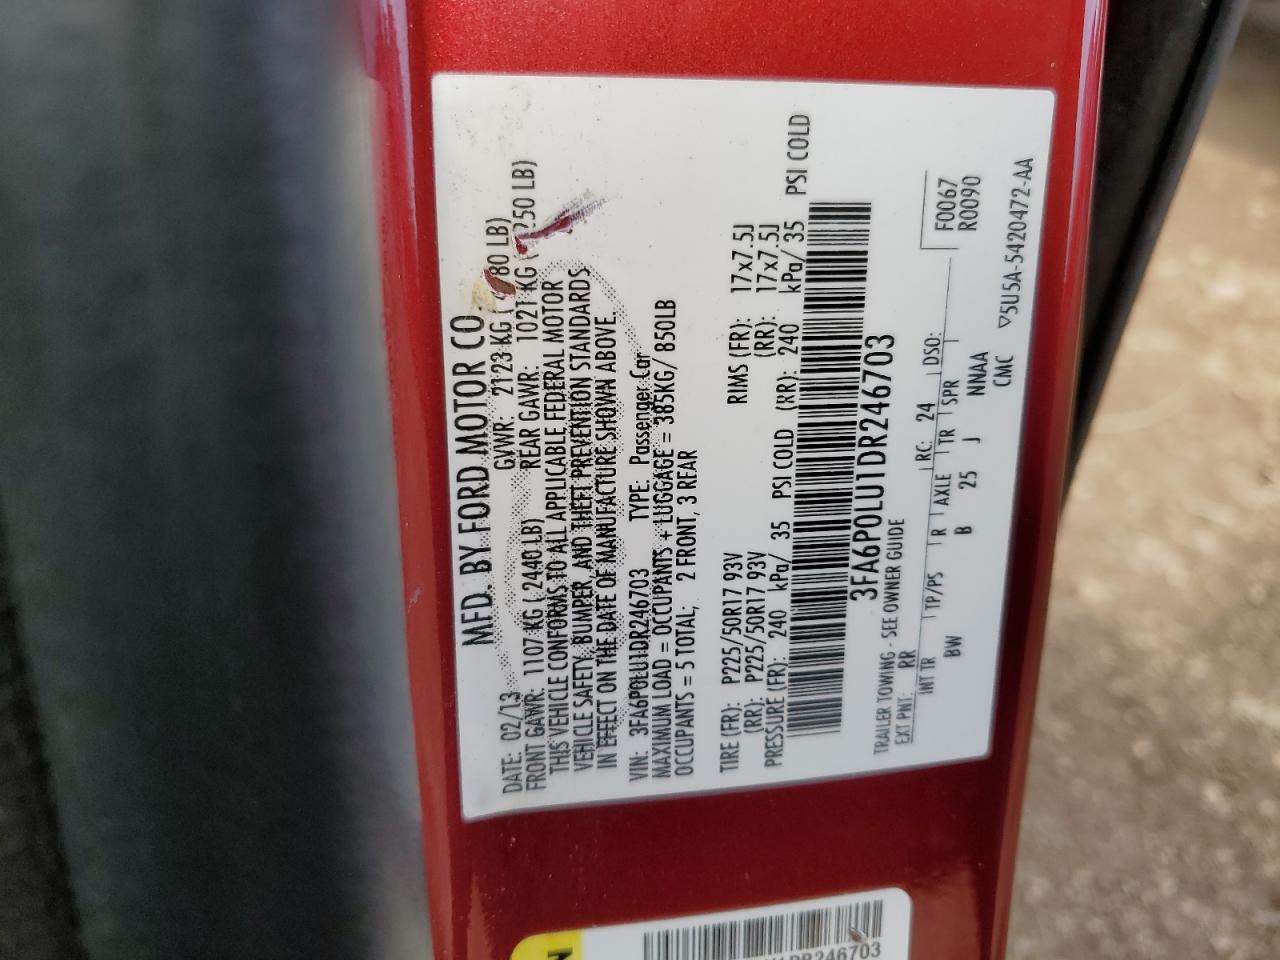 MFD. BY FORD MOTOR CO.
DATE: 02/13 GVWR: 2123 KG ( 80 LB)
FRONT GAWR: 1107 KG ( 2440 LB) REAR GAWR: 1021 KG ( 250 LB)
THIS VEHICLE CONFORMS TO ALL APPLICABLE FEDERAL MOTOR
VEHICLE SAFETY, BUMPER, AND THEFT PREVENTION STANDARDS
IN EFFECT ON THE DATE OF MANUFACTURE SHOWN ABOVE.
VIN: 3FA6P0LU1DR246703 TYPE: Passenger Car
MAXIMUM LOAD = OCCUPANTS + LUGGAGE = 385KG/ 850LB
OCCUPANTS = 5 TOTAL; 2 FRONT, 3 REAR
TIRE (FR): P225/50R17 93V RIMS (FR): 17x7.5J
(RR): P225/50R17 93V (RR): 17x7.5J
PRESSURE (FR): 240 kPa/ 35 PSI COLD (RR): 240 kPa/ 35 PSI COLD
3FA6P0LU1DR246703
TRAILER TOWING - SEE OWNER GUIDE
F0067
R0090
EXT PNT: RR RC: 24 DSO:
INT TR TP/PS R AXLE TR SPR
BW B 25 J NNAA
CMC ▽5U5A-5420472-AA
N
1DR246703